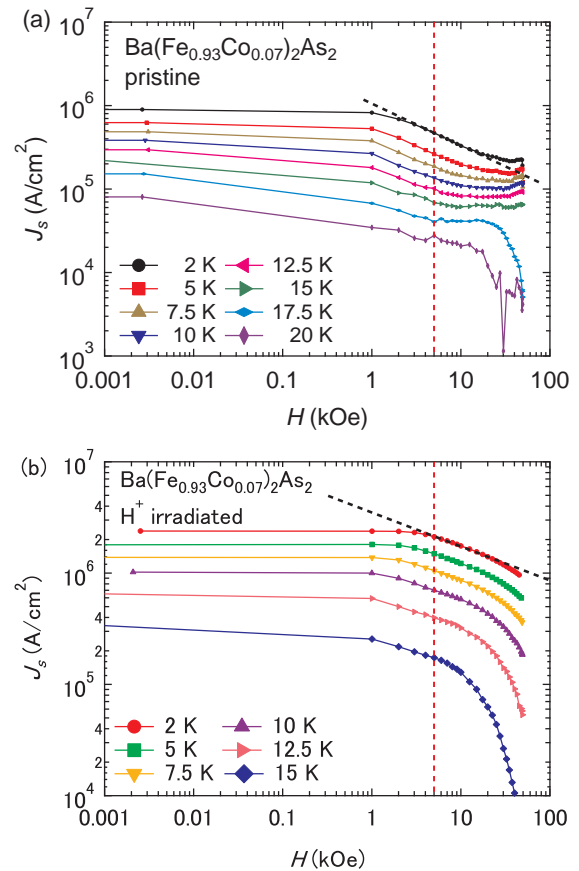 (a)
Ba(Fe0.93Co0.07)2As2
pristine
10^7
10^6
10^5
10^4
10^3
Js (A/cm^2)
2 K
5 K
7.5 K
10 K
12.5 K
15 K
17.5 K
20 K
0.001
0.01
0.1
1
10
100
H (kOe)
(b)
Ba(Fe0.93Co0.07)2As2
H+ irradiated
10^7
4
2
10^6
4
2
10^5
4
2
10^4
Js (A/cm^2)
2 K
5 K
7.5 K
10 K
12.5 K
15 K
0.001
0.01
0.1
1
10
100
H (kOe)